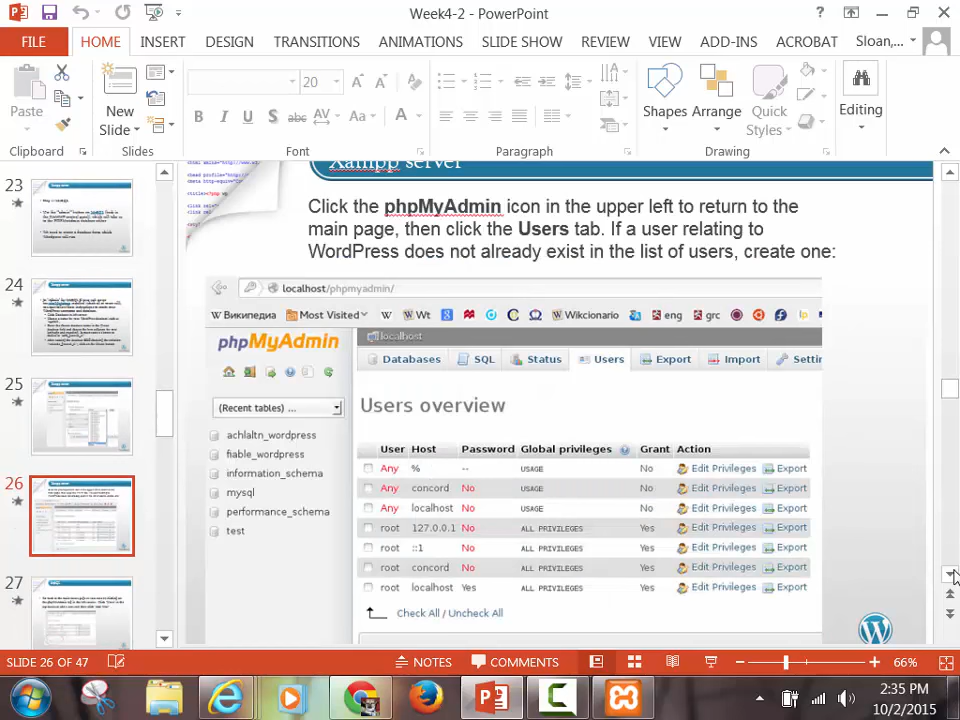 Week4-2 - PowerPoint
FILE
HOME
INSERT
DESIGN
TRANSITIONS
ANIMATIONS
SLIDE SHOW
REVIEW
VIEW
ADD-INS
ACROBAT
Sloan,...
Paste
New
Slide
20
B I U S abc AV Aa A
Shapes
Arrange
Quick
Styles
Editing
Clipboard
Slides
Font
Paragraph
Drawing
23
24
25
26
27
Xampp server
Click the phpMyAdmin icon in the upper left to return to the
main page, then click the Users tab. If a user relating to
WordPress does not already exist in the list of users, create one:
localhost/phpmyadmin/
W Википедия
Most Visited
Wt
Wikcionario
eng
grc
phpMyAdmin
localhost
Databases
SQL
Status
Users
Export
Import
Settin
(Recent tables) ...
achlaltn_wordpress
fiable_wordpress
information_schema
mysql
performance_schema
test
Users overview
User Host Password Global privileges Grant Action
Any % -- USAGE No Edit Privileges Export
Any concord No USAGE No Edit Privileges Export
Any localhost No USAGE No Edit Privileges Export
root 127.0.0.1 No ALL PRIVILEGES Yes Edit Privileges Export
root ::1 No ALL PRIVILEGES Yes Edit Privileges Export
root concord No ALL PRIVILEGES Yes Edit Privileges Export
root localhost Yes ALL PRIVILEGES Yes Edit Privileges Export
Check All / Uncheck All
SLIDE 26 OF 47
NOTES
COMMENTS
66%
2:35 PM
10/2/2015